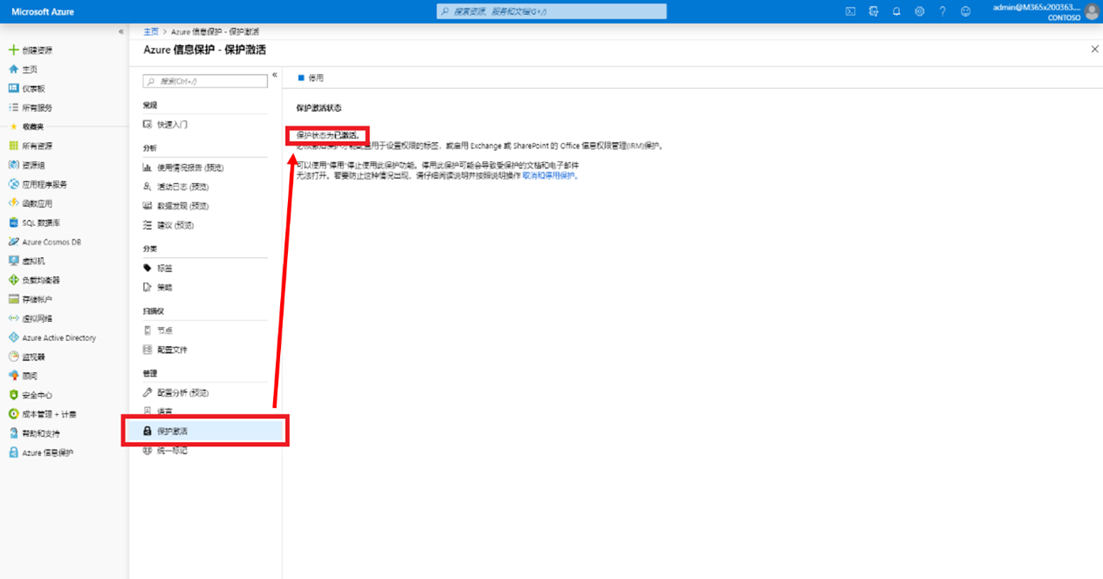 Microsoft Azure
搜索资源、服务和文档(G+/)
admin@M365x200363....
CONTOSO
创建资源
主页
仪表板
所有服务
收藏夹
所有资源
资源组
应用程序服务
函数应用
SQL 数据库
Azure Cosmos DB
虚拟机
负载均衡器
存储帐户
虚拟网络
Azure Active Directory
监视器
顾问
安全中心
成本管理 + 计费
帮助和支持
Azure 信息保护
主页 > Azure 信息保护 - 保护激活
Azure 信息保护 - 保护激活
搜索(Ctrl+/)
常规
快速入门
分析
使用情况报告 (预览)
活动日志 (预览)
数据发现 (预览)
建议 (预览)
分类
标签
策略
扫描仪
节点
配置文件
管理
配置分析 (预览)
语言
保护激活
统一标记
停用
保护激活状态
保护状态为已激活。
用于设置权限的标签，或启用 Exchange 或 SharePoint 的 Office 信息权限管理(IRM)保护。
可以使用"停用"停止使用此保护功能。停用此保护可能会导致受保护的文档和电子邮件
无法打开。若要防止这种情况出现，请仔细阅读说明并按照说明操作 取消和停用保护。